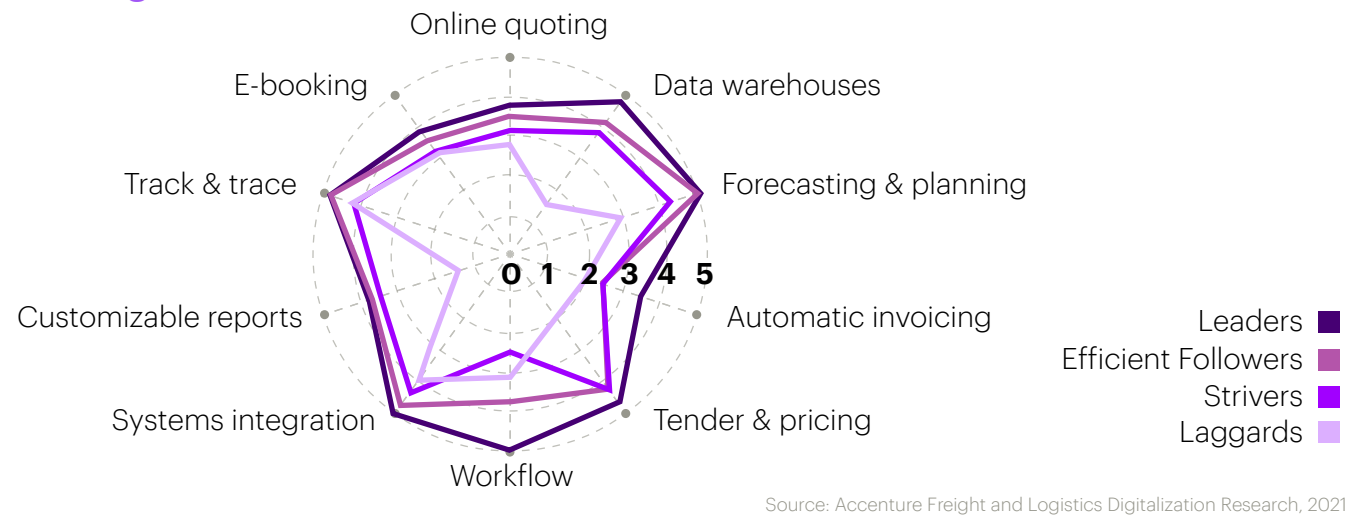 Online quoting
E-booking
Data warehouses
Track & trace
Forecasting & planning
0 1 2 3 4 5
Customizable reports
Automatic invoicing
Systems integration
Tender & pricing
Workflow
Leaders
Efficient Followers
Strivers
Laggards
Source: Accenture Freight and Logistics Digitalization Research, 2021